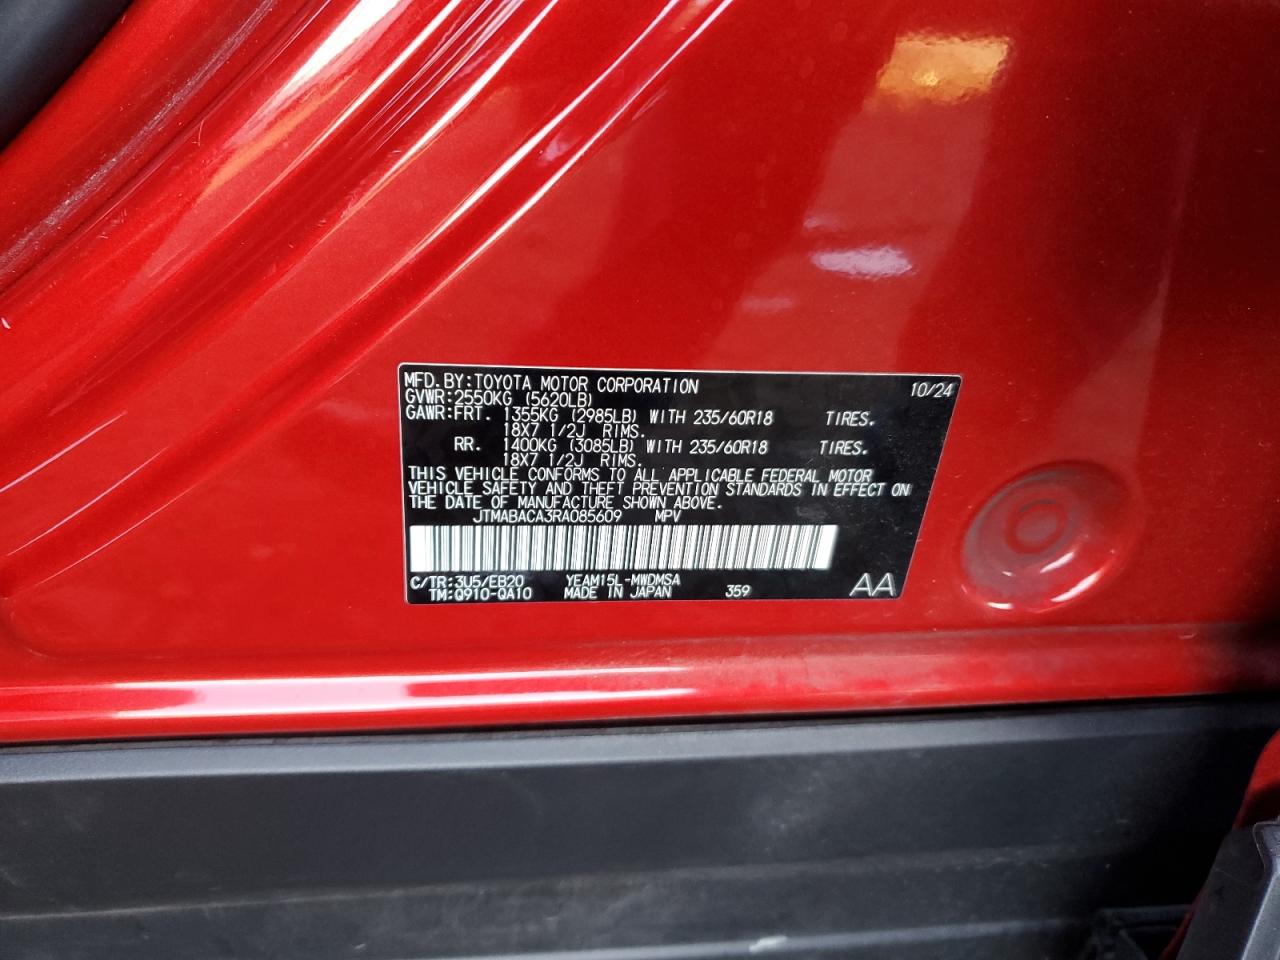 MFD. BY: TOYOTA MOTOR CORPORATION 10/24
GVWR: 2550KG (5620LB)
GAWR: FRT. 1355KG (2985LB) WITH 235/60R18 TIRES.
18X7 1/2J RIMS.
RR. 1400KG (3085LB) WITH 235/60R18 TIRES.
18X7 1/2J RIMS.
THIS VEHICLE CONFORMS TO ALL APPLICABLE FEDERAL MOTOR
VEHICLE SAFETY AND THEFT PREVENTION STANDARDS IN EFFECT ON
THE DATE OF MANUFACTURE SHOWN ABOVE.
JTMABACA3RA085609 MPV
C/TR: 3U5/EB20 YEAM15L-MWDMSA
TM: Q910-QA10 MADE IN JAPAN 359 AA